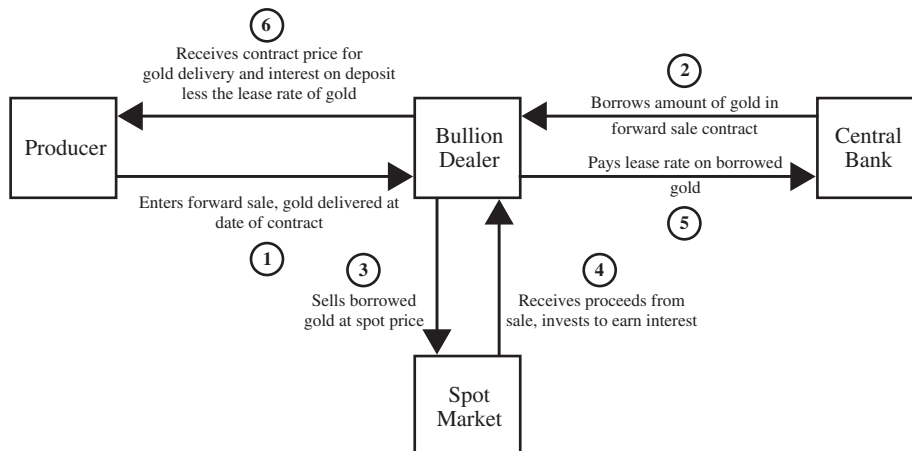 6
Receives contract price for
gold delivery and interest on deposit
less the lease rate of gold
2
Borrows amount of gold in
forward sale contract
Producer
Bullion
Dealer
Central
Bank
Enters forward sale, gold delivered at
date of contract
1
Pays lease rate on borrowed
gold
5
3
Sells borrowed
gold at spot price
4
Receives proceeds from
sale, invests to earn interest
Spot
Market